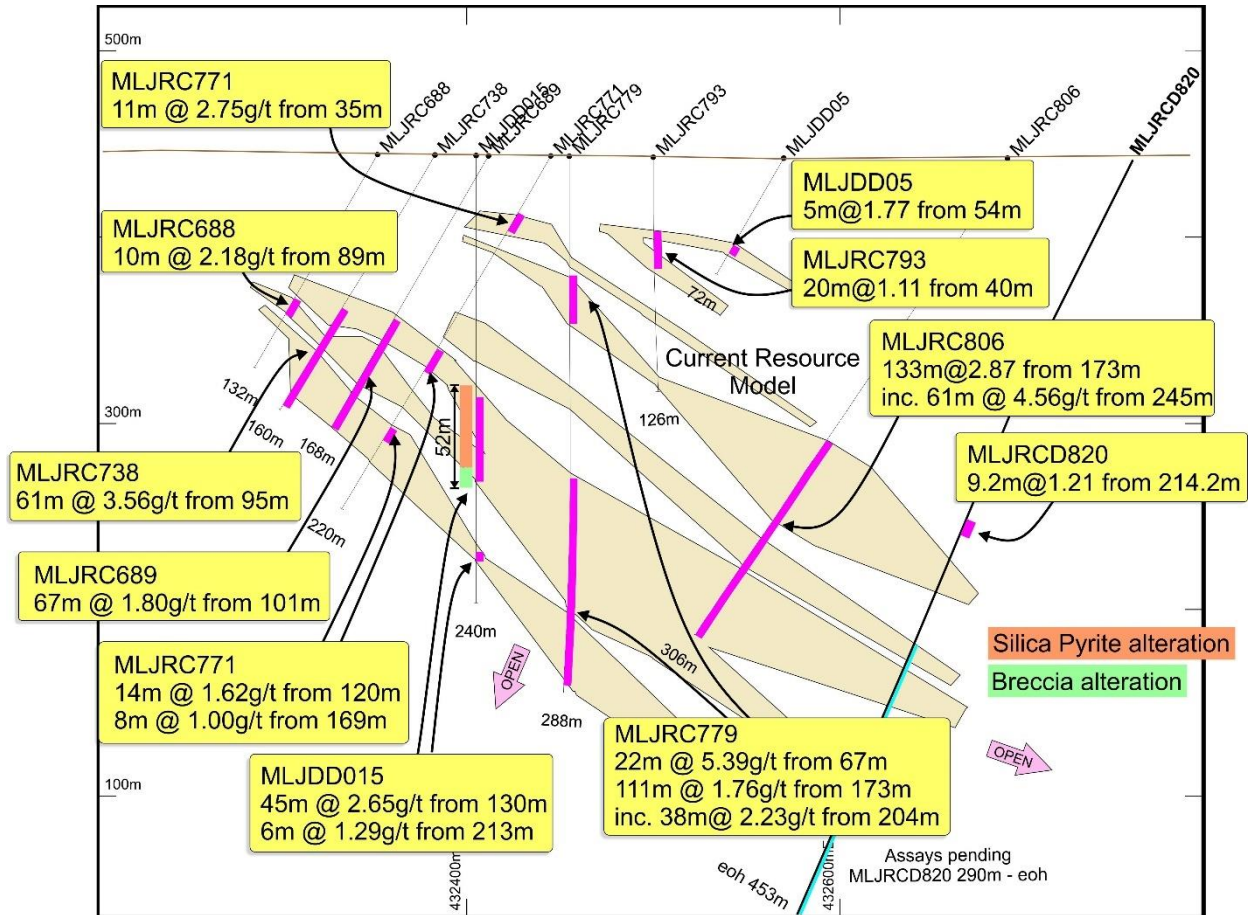 500m
MLJRC771
11m @ 2.75g/t from 35m
MLJRC688
MLJRC738
MLJDD015
MLJRC689
MLJRC771
MLJRC779
MLJRC793
MLJDD05
MLJRC806
MLJRCD820
MLJDD05
5m@1.77 from 54m
MLJRC688
10m @ 2.18g/t from 89m
MLJRC793
20m@1.11 from 40m
72m
MLJRC806
133m@2.87 from 173m
inc. 61m @ 4.56g/t from 245m
Current Resource
Model
132m
160m
168m
126m
300m
52m
MLJRCD820
9.2m@1.21 from 214.2m
MLJRC738
61m @ 3.56g/t from 95m
220m
MLJRC689
67m @ 1.80g/t from 101m
240m
306m
Silica Pyrite alteration
Breccia alteration
MLJRC771
14m @ 1.62g/t from 120m
8m @ 1.00g/t from 169m
OPEN
288m
MLJRC779
22m @ 5.39g/t from 67m
111m @ 1.76g/t from 173m
inc. 38m@ 2.23g/t from 204m
OPEN
MLJDD015
45m @ 2.65g/t from 130m
6m @ 1.29g/t from 213m
100m
432400m
432600m
eoh 453m
Assays pending
MLJRCD820 290m - eoh